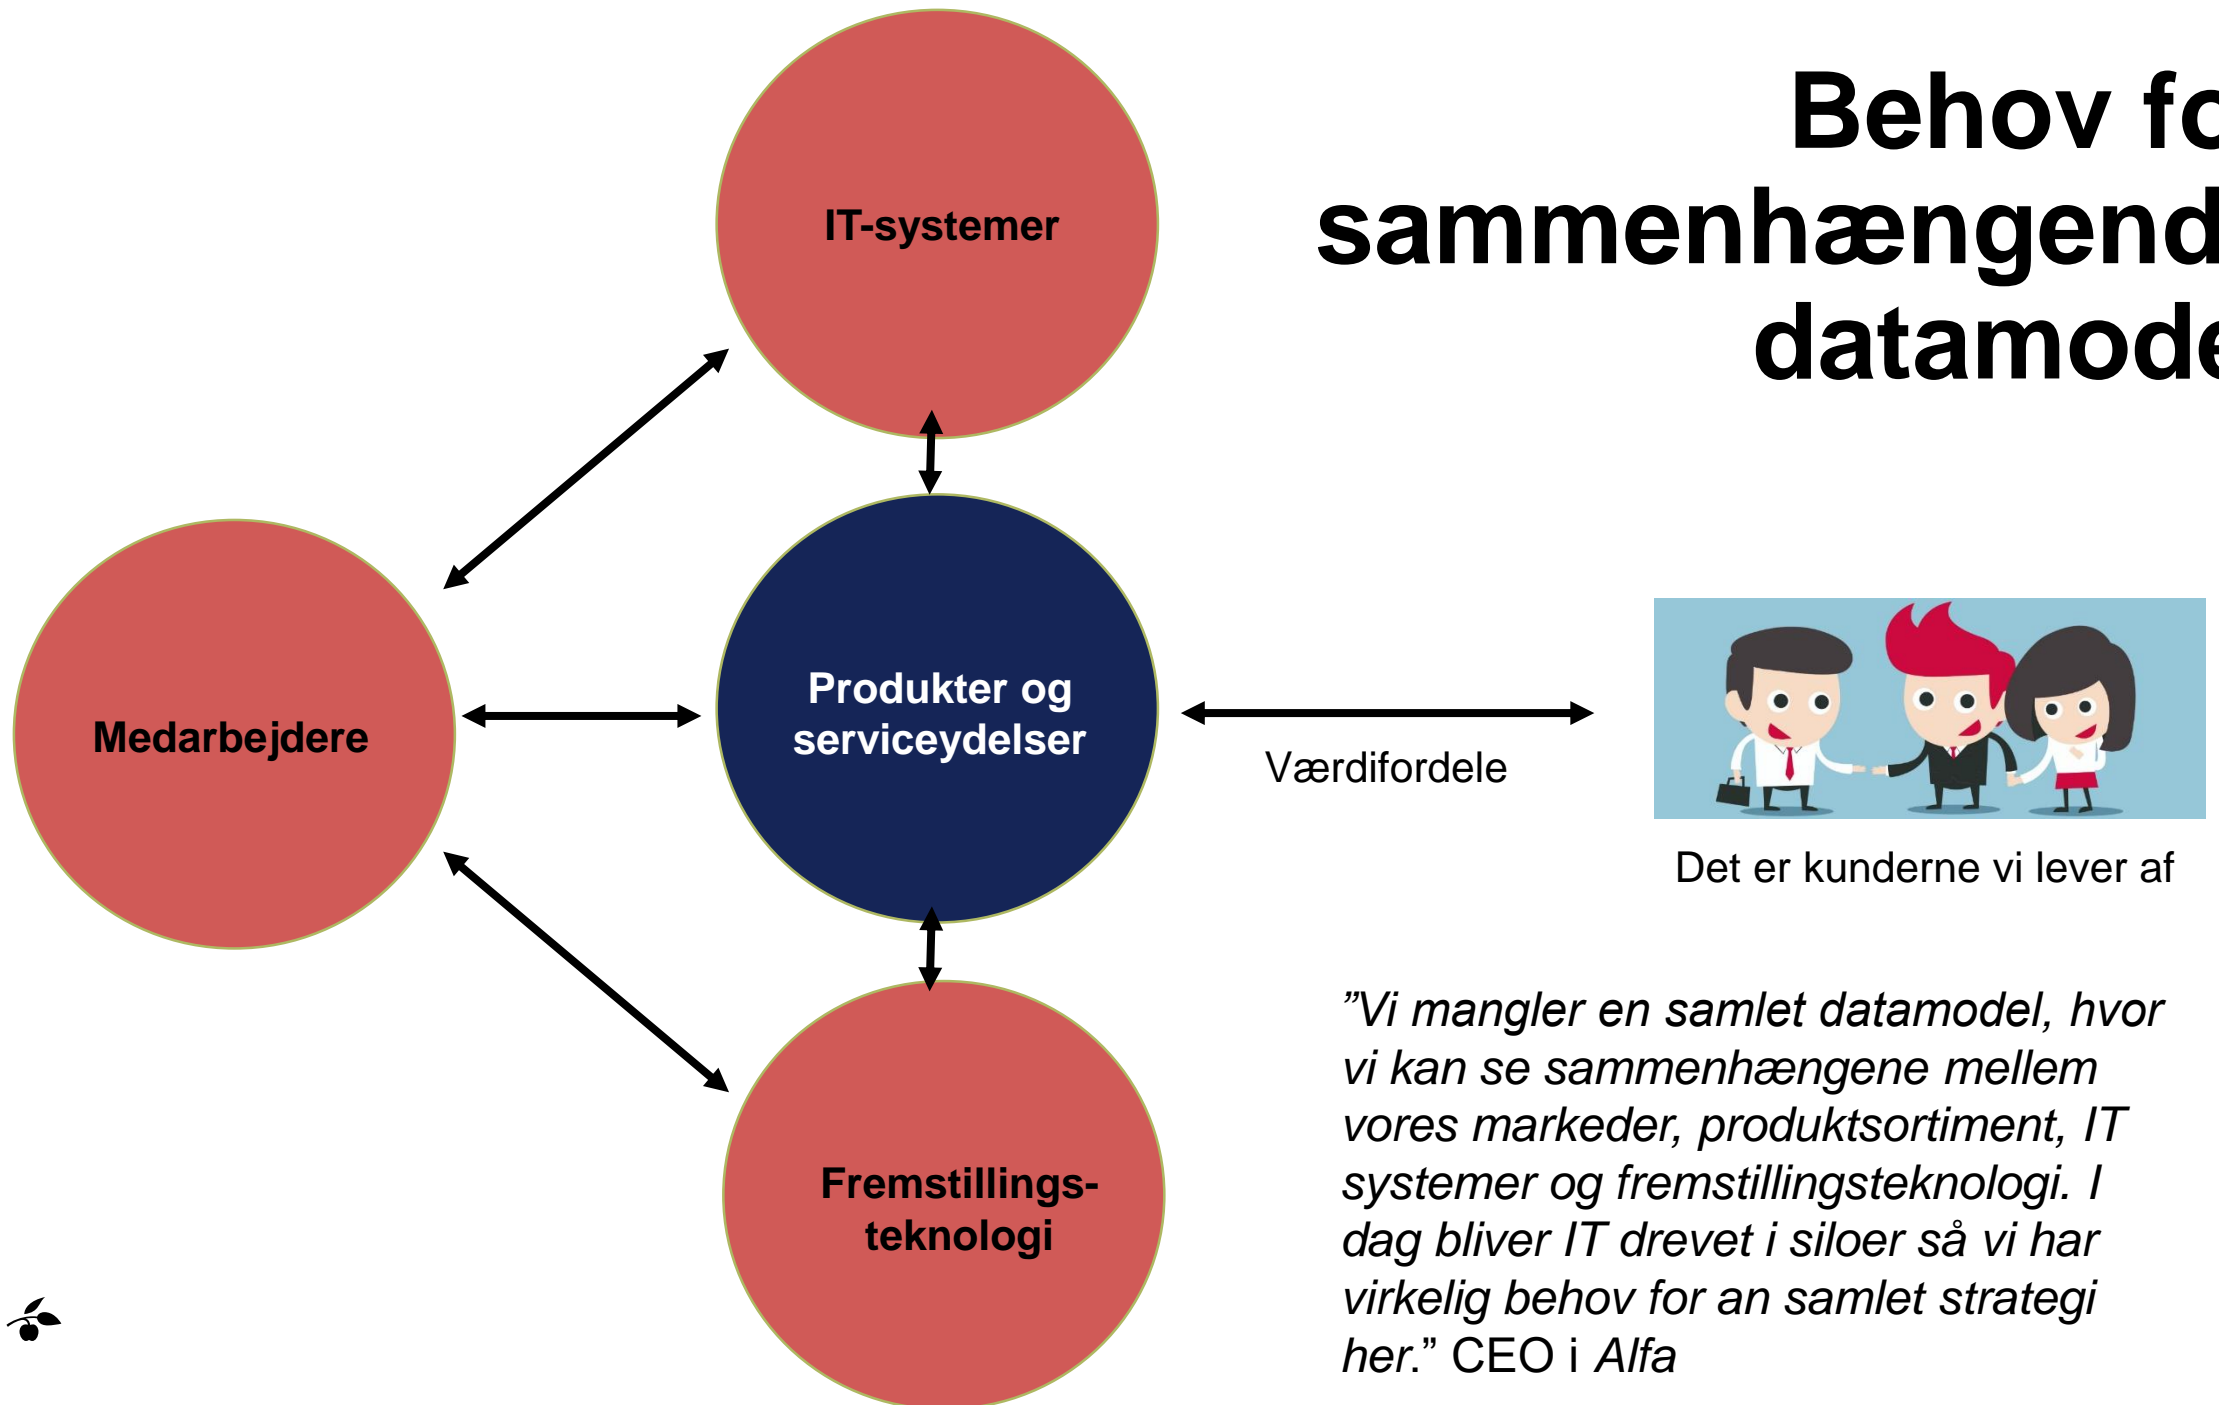 Behov fo
sammenhængend
datamode
IT-systemer
Produkter og
serviceydelser
Medarbejdere
Værdifordele
Det er kunderne vi lever af
Fremstillings-
teknologi
”Vi mangler en samlet datamodel, hvor
vi kan se sammenhængene mellem
vores markeder, produktsortiment, IT
systemer og fremstillingsteknologi. I
dag bliver IT drevet i siloer så vi har
virkelig behov for an samlet strategi
her.” CEO i Alfa